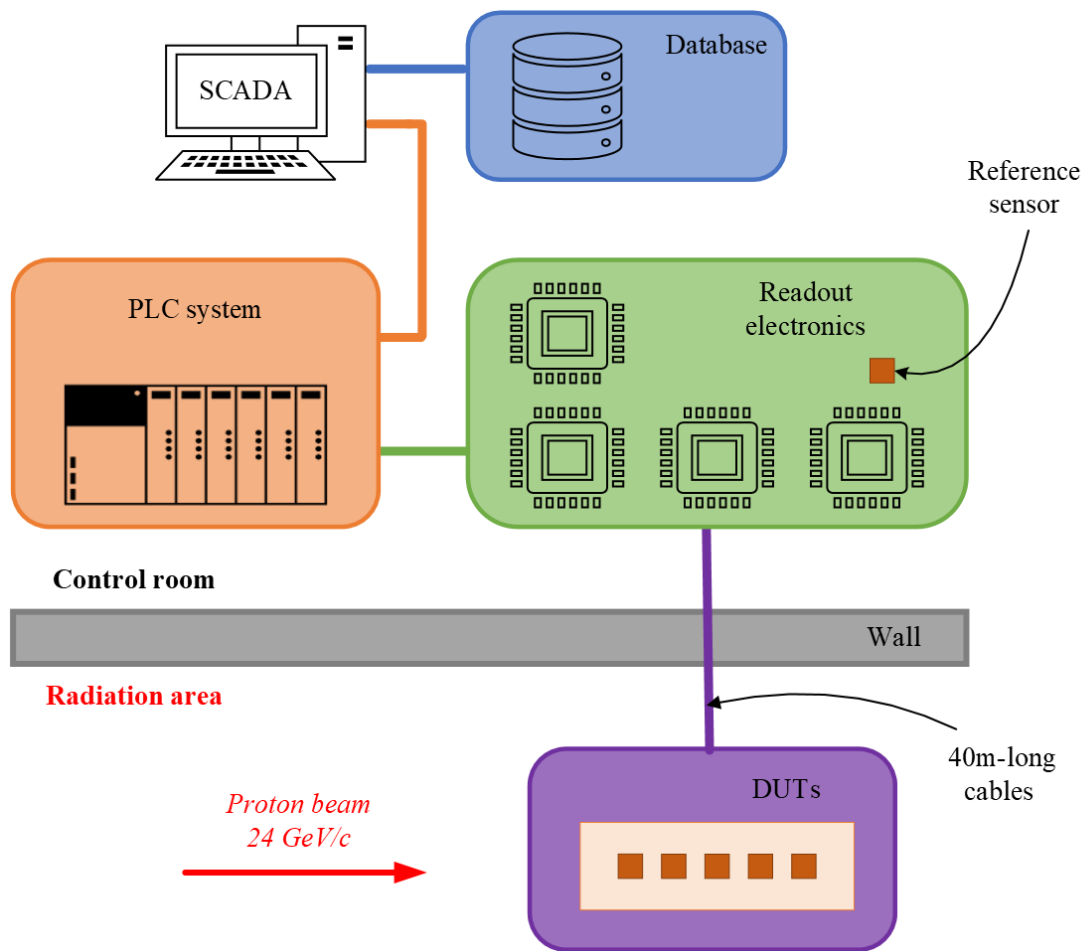 SCADA
Database
Reference
sensor
PLC system
Readout
electronics
Control room
Wall
Radiation area
40m-long
cables
DUTs
Proton beam
24 GeV/c